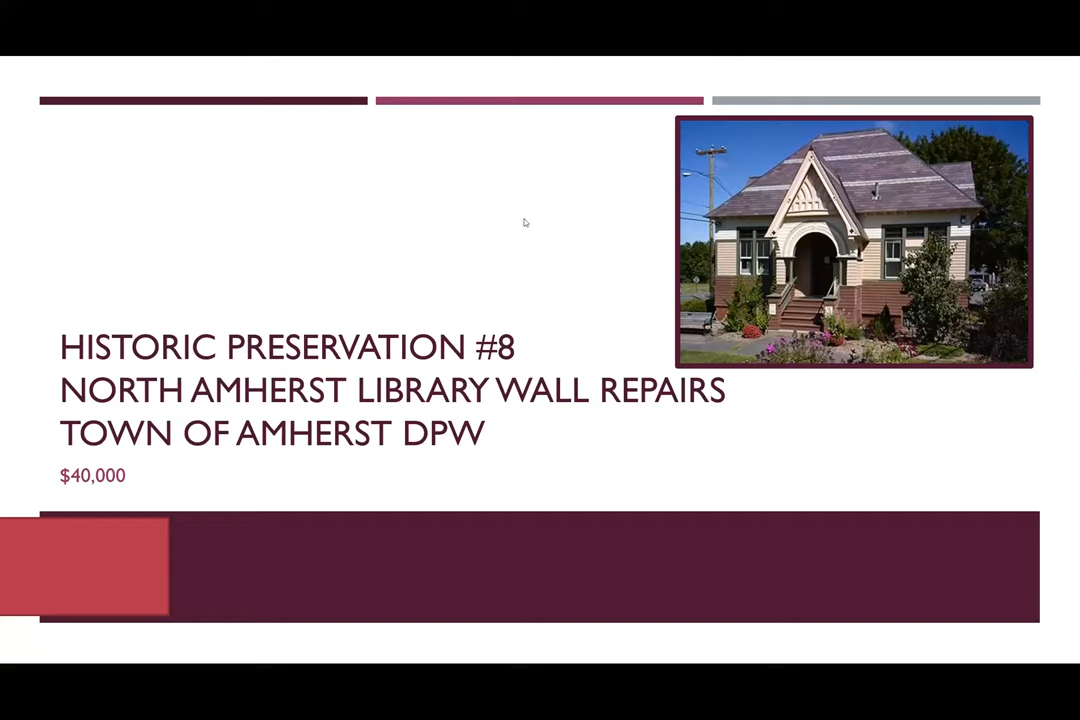 HISTORIC PRESERVATION #8
NORTH AMHERST LIBRARY WALL REPAIRS
TOWN OF AMHERST DPW
$40,000